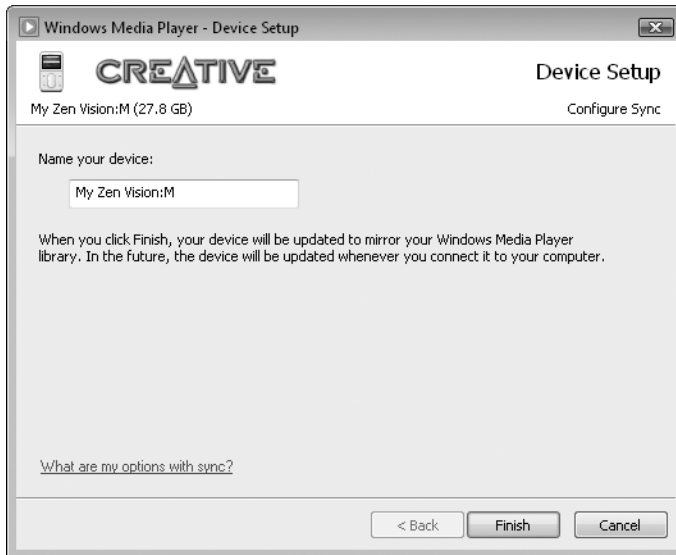 Windows Media Player - Device Setup
CREATIVE
Device Setup
My Zen Vision:M (27.8 GB)
Configure Sync
Name your device:
My Zen Vision:M
When you click Finish, your device will be updated to mirror your Windows Media Player
library. In the future, the device will be updated whenever you connect it to your computer.
What are my options with sync?
< Back
Finish
Cancel